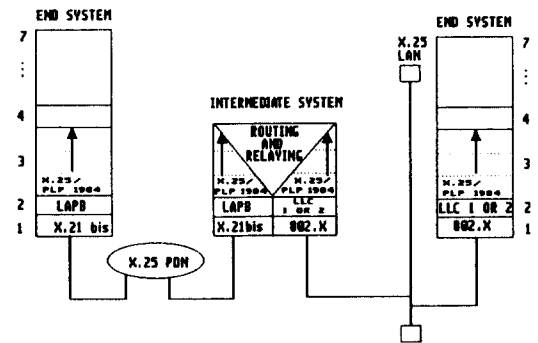 END SYSTEM
7
⋮
4
3
2
1
X.25/
PLP 1984
LAPB
X.21 bis
X.25 PDN
INTERMEDIATE SYSTEM
ROUTING
AND
RELAYING
X.25/
PLP 1984
X.25/
PLP 1984
LAPB
LLC
1 OR 2
X.21bis
802.X
X.25
LAN
END SYSTEM
7
⋮
4
3
2
1
X.25/
PLP 1984
LLC 1 OR 2
802.X